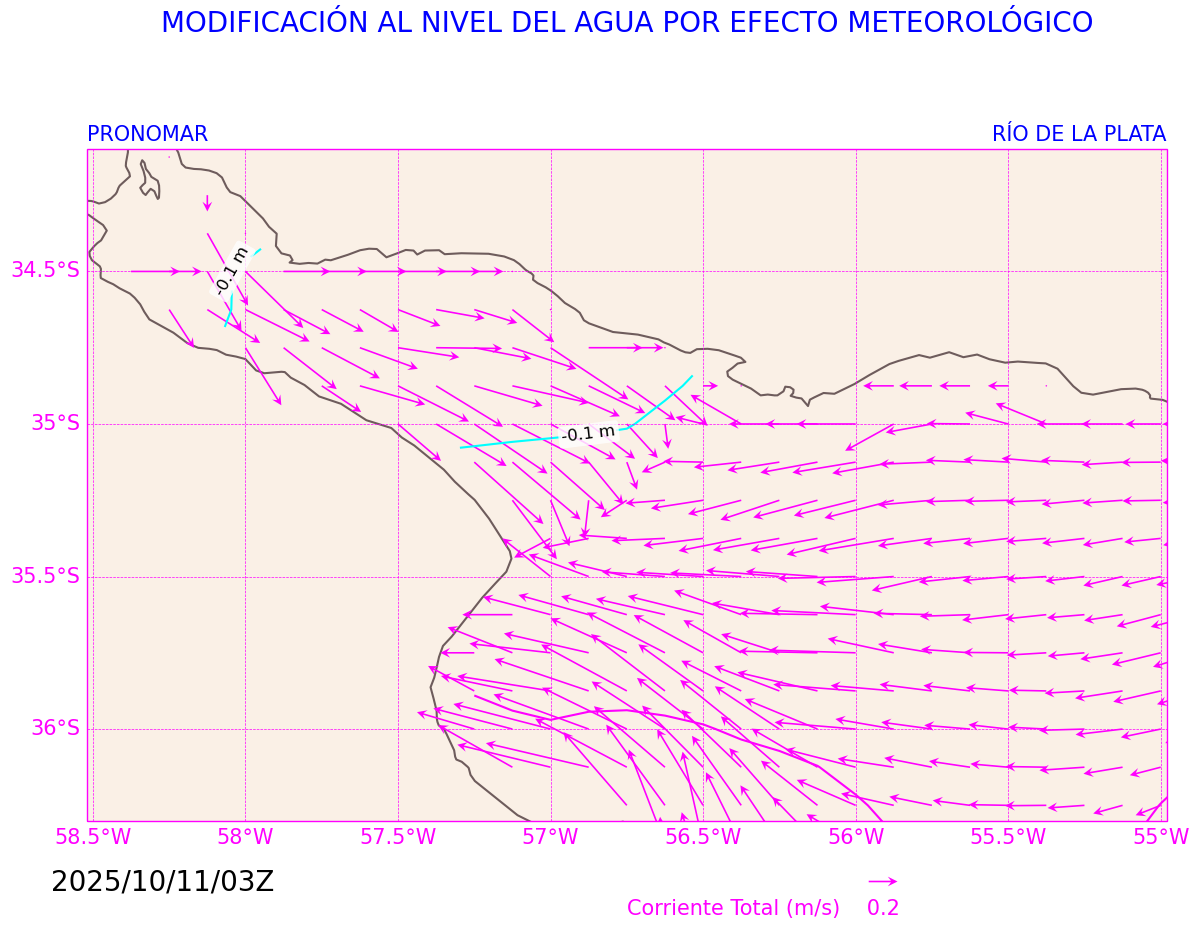 MODIFICACIÓN AL NIVEL DEL AGUA POR EFECTO METEOROLÓGICO
PRONOMAR RÍO DE LA PLATA
-0.1 m
34.5°S
-0.1 m
35°S
35.5°S
36°S
58.5°W 58°W 57.5°W 57°W 56.5°W 56°W 55.5°W 55°W
2025/10/11/03Z
Corriente Total (m/s) 0.2